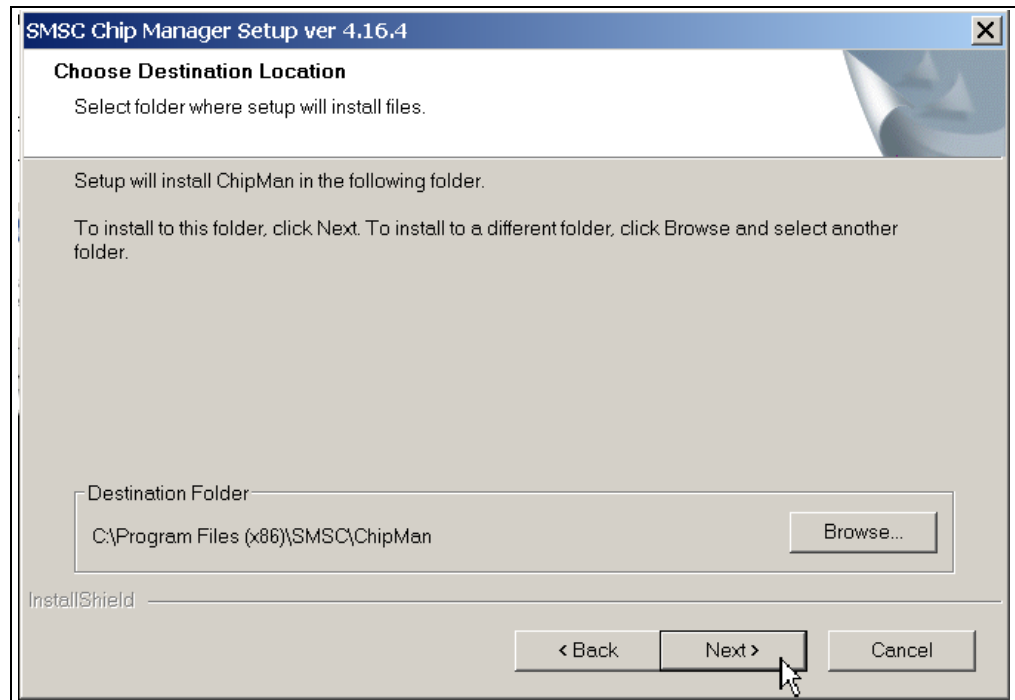 SMSC Chip Manager Setup ver 4.16.4
Choose Destination Location
Select folder where setup will install files.
Setup will install ChipMan in the following folder.
To install to this folder, click Next. To install to a different folder, click Browse and select another
folder.
Destination Folder
C:\Program Files (x86)\SMSC\ChipMan
Browse...
InstallShield
< Back
Next >
Cancel